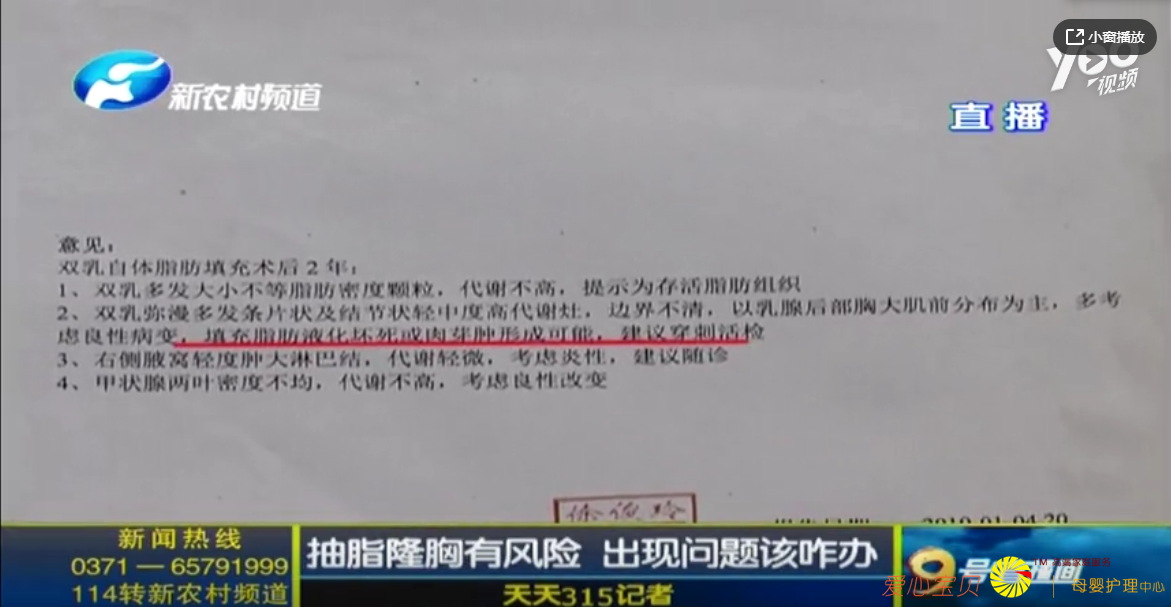 小窗播放
you
视频
新农村频道
直播
意见:
双乳自体脂肪填充术后2年:
1、双乳多发大小不等脂肪密度颗粒,代谢不高,提示为存活脂肪组织
2、双乳弥漫多发条片状及结节状轻中度高代谢灶,边界不清,以乳腺后部胸大肌前分布为主,多考
虑良性病变,填充脂肪液化坏死或肉芽肿形成可能,建议穿刺活检
3、右侧腋窝轻度肿大淋巴结,代谢轻微,考虑炎性,建议随诊
4、甲状腺两叶密度不均,代谢不高,考虑良性改变
新闻热线
0371—65791999
114转新农村频道
抽脂隆胸有风险 出现问题该咋办
天天315记者
9号
爱心宝贝
母婴护理中心